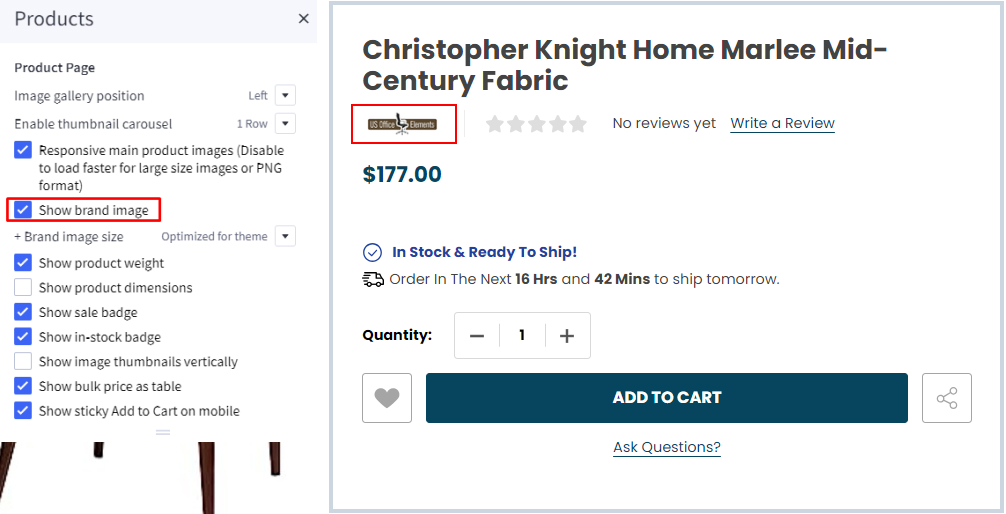 Products
Product Page
Image gallery position Left
Enable thumbnail carousel 1 Row
Responsive main product images (Disable
to load faster for large size images or PNG
format)
Show brand image
+ Brand image size Optimized for theme
Show product weight
Show product dimensions
Show sale badge
Show in-stock badge
Show image thumbnails vertically
Show bulk price as table
Show sticky Add to Cart on mobile
Christopher Knight Home Marlee Mid-
Century Fabric
US Office Elements
No reviews yet Write a Review
$177.00
In Stock & Ready To Ship!
Order In The Next 16 Hrs and 42 Mins to ship tomorrow.
Quantity: 1
ADD TO CART
Ask Questions?